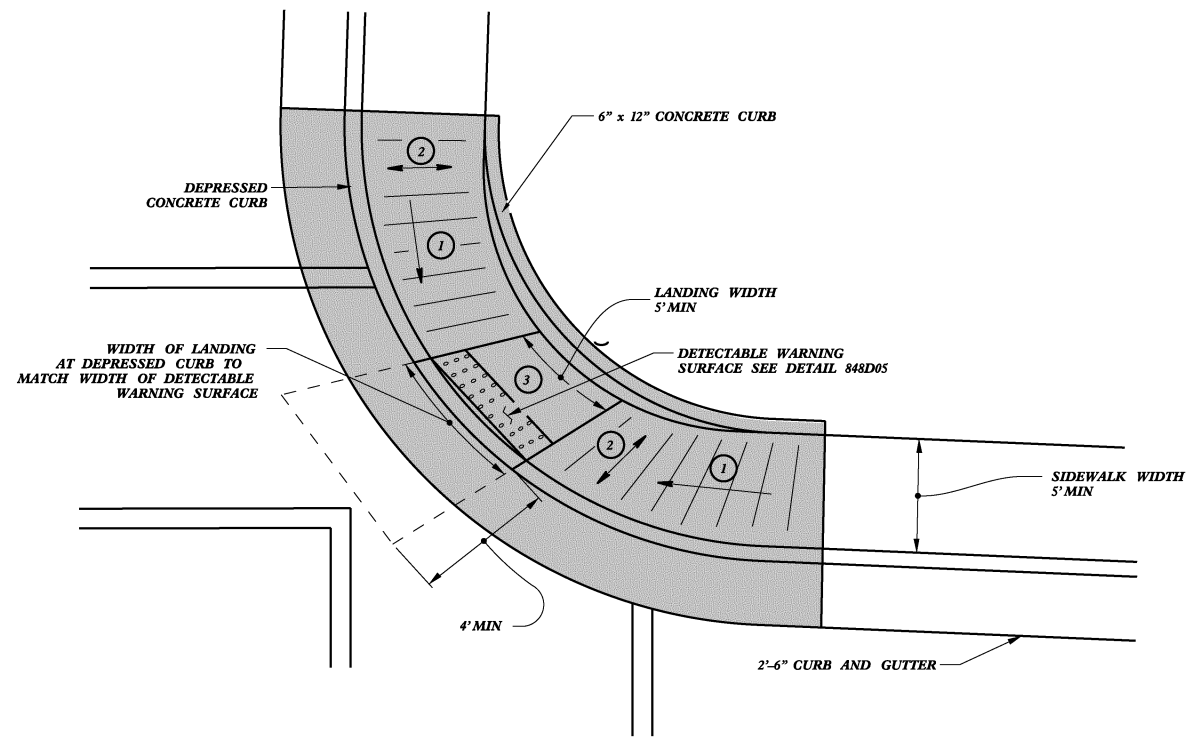 6" x 12" CONCRETE CURB
2
DEPRESSED
CONCRETE CURB
1
LANDING WIDTH
5' MIN
WIDTH OF LANDING
AT DEPRESSED CURB TO
MATCH WIDTH OF DETECTABLE
WARNING SURFACE
DETECTABLE WARNING
SURFACE SEE DETAIL 848D05
3
2
1
SIDEWALK WIDTH
5' MIN
4' MIN
2'–6" CURB AND GUTTER